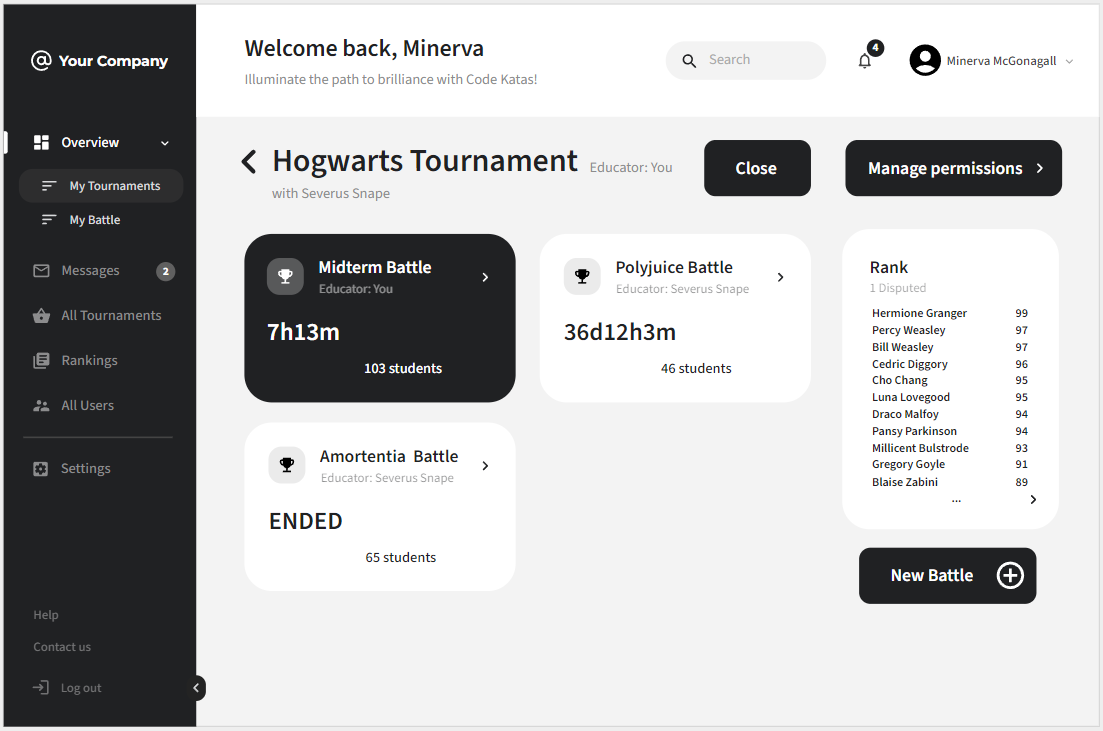 @ Your Company
Overview
My Tournaments
My Battle
Messages 2
All Tournaments
Rankings
All Users
Settings
Help
Contact us
Log out
Welcome back, Minerva
Illuminate the path to brilliance with Code Katas!
Search
4
Minerva McGonagall
Hogwarts Tournament Educator: You
with Severus Snape
Close
Manage permissions
Midterm Battle
Educator: You
7h13m
103 students
Polyjuice Battle
Educator: Severus Snape
36d12h3m
46 students
Amortentia Battle
Educator: Severus Snape
ENDED
65 students
Rank
1 Disputed
Hermione Granger 99
Percy Weasley 97
Bill Weasley 97
Cedric Diggory 96
Cho Chang 95
Luna Lovegood 95
Draco Malfoy 94
Pansy Parkinson 94
Millicent Bulstrode 93
Gregory Goyle 91
Blaise Zabini 89
...
New Battle